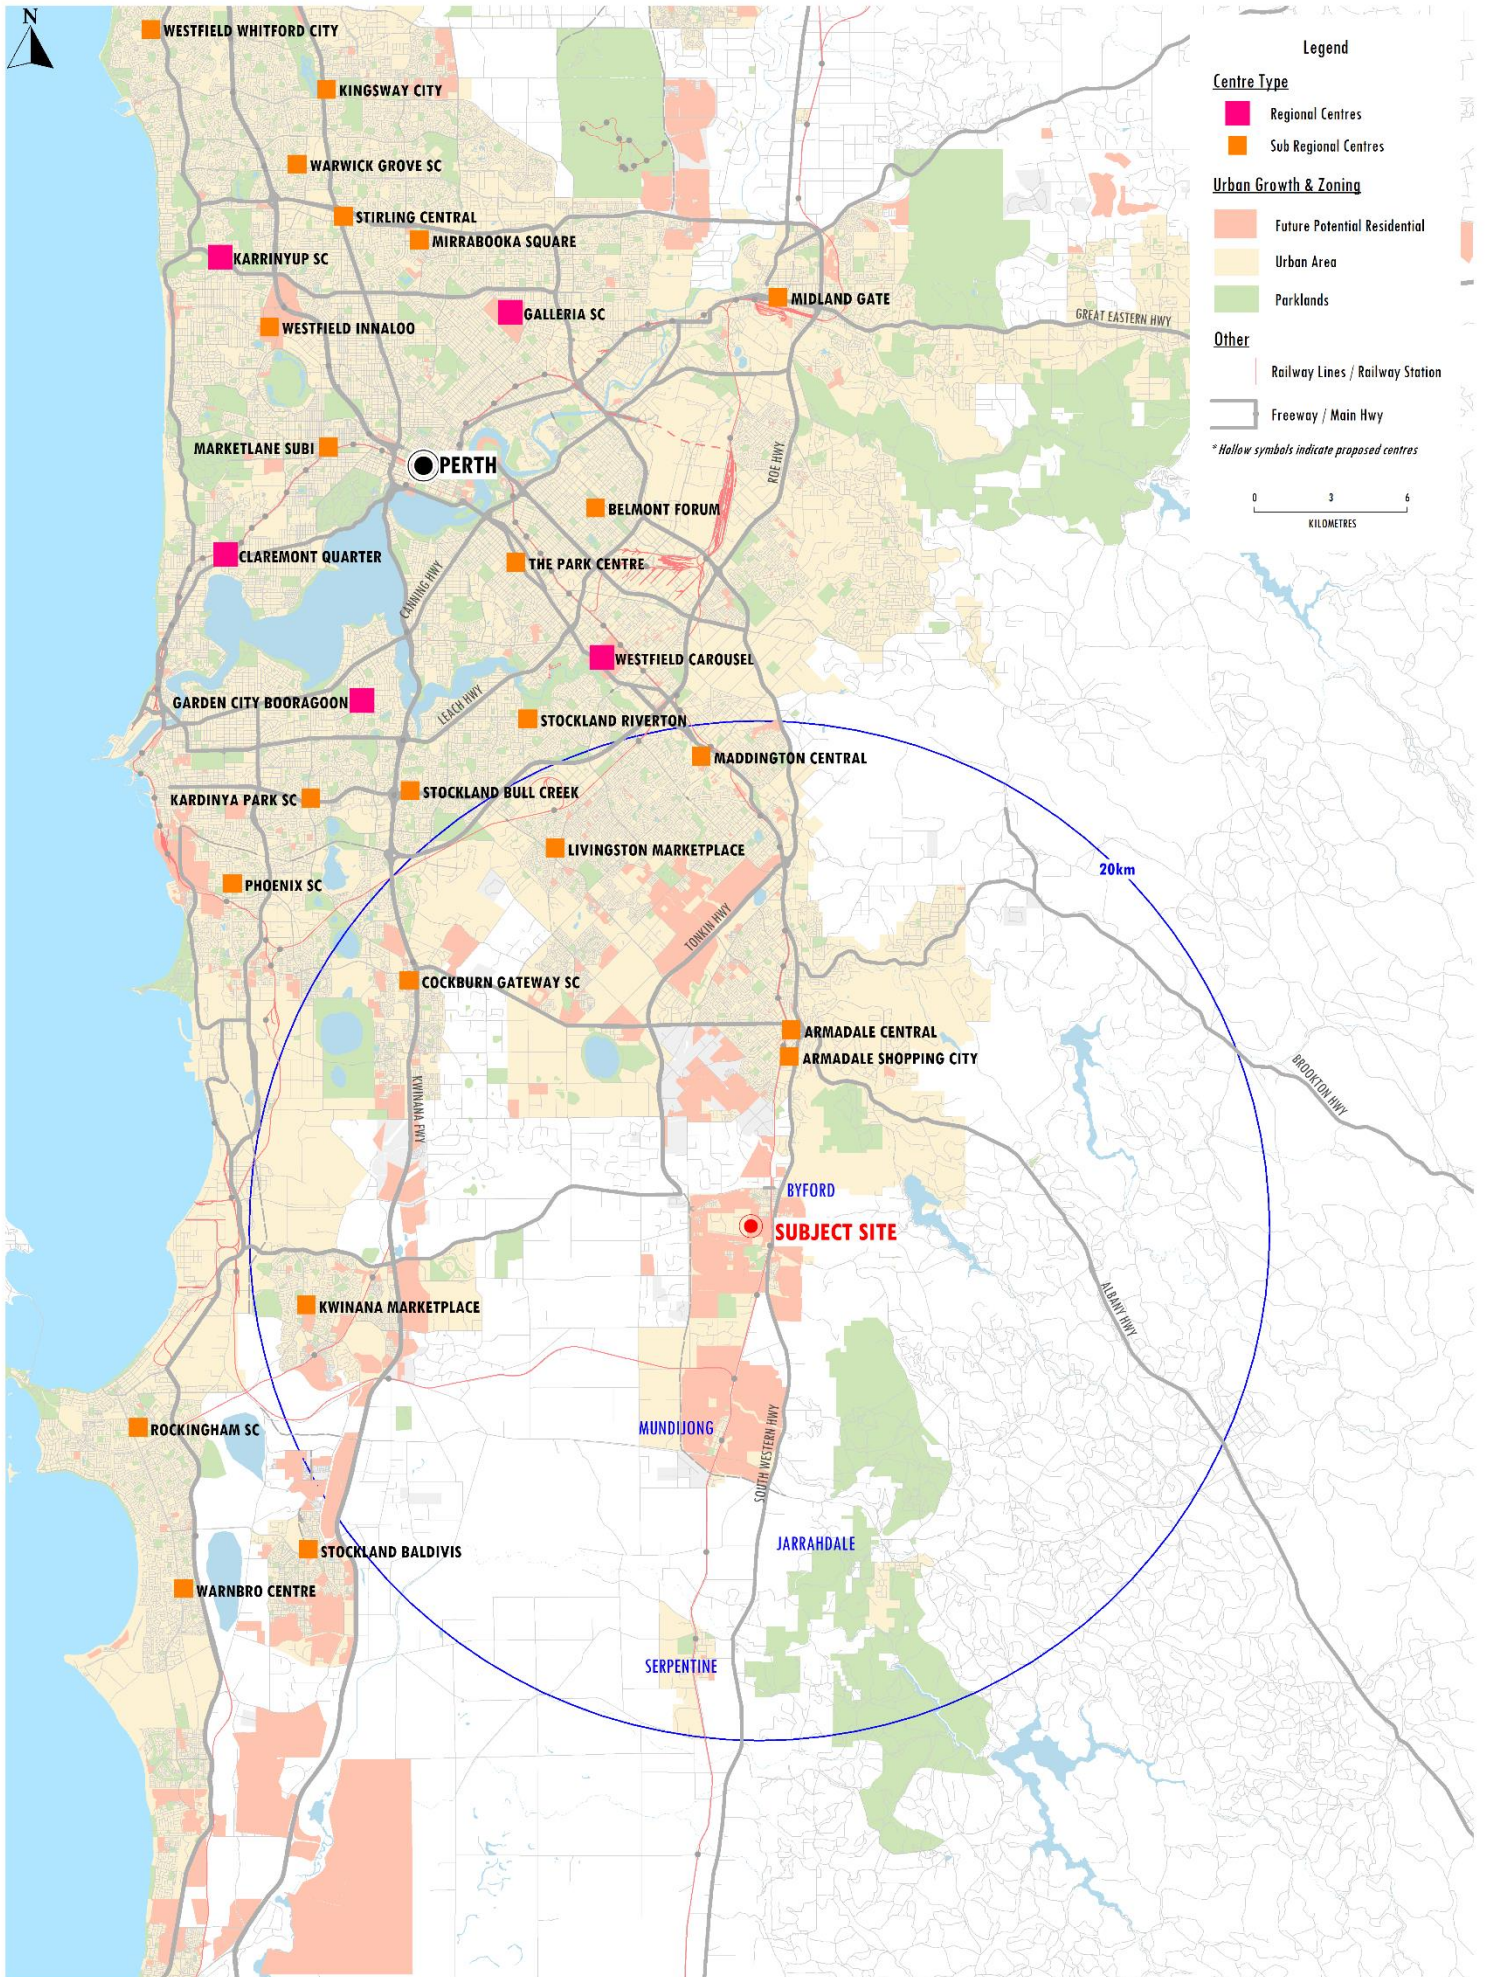 N
WESTFIELD WHITFORD CITY
KINGSWAY CITY
WARWICK GROVE SC
STIRLING CENTRAL
MIRRABOOKA SQUARE
KARRINYUP SC
MIDLAND GATE
GALLERIA SC
GREAT EASTERN HWY
WESTFIELD INNALOO
MARKETLANE SUBI
PERTH
ROE HWY
BELMONT FORUM
CLAREMONT QUARTER
THE PARK CENTRE
CANNING HWY
WESTFIELD CAROUSEL
GARDEN CITY BOORAGOON
LEACH HWY
STOCKLAND RIVERTON
MADDINGTON CENTRAL
KARDINYA PARK SC
STOCKLAND BULL CREEK
LIVINGSTON MARKETPLACE
20km
PHOENIX SC
TONKIN HWY
COCKBURN GATEWAY SC
ARMADALE CENTRAL
ARMADALE SHOPPING CITY
BROOKTON HWY
KWINANA FWY
BYFORD
SUBJECT SITE
KWINANA MARKETPLACE
ALBANY HWY
ROCKINGHAM SC
MUNDIJONG
SOUTH WESTERN HWY
JARRAHDALE
STOCKLAND BALDIVIS
WARNBRO CENTRE
SERPENTINE
Legend
Centre Type
Regional Centres
Sub Regional Centres
Urban Growth & Zoning
Future Potential Residential
Urban Area
Parklands
Other
Railway Lines / Railway Station
Freeway / Main Hwy
* Hollow symbols indicate proposed centres
0 3 6
KILOMETRES